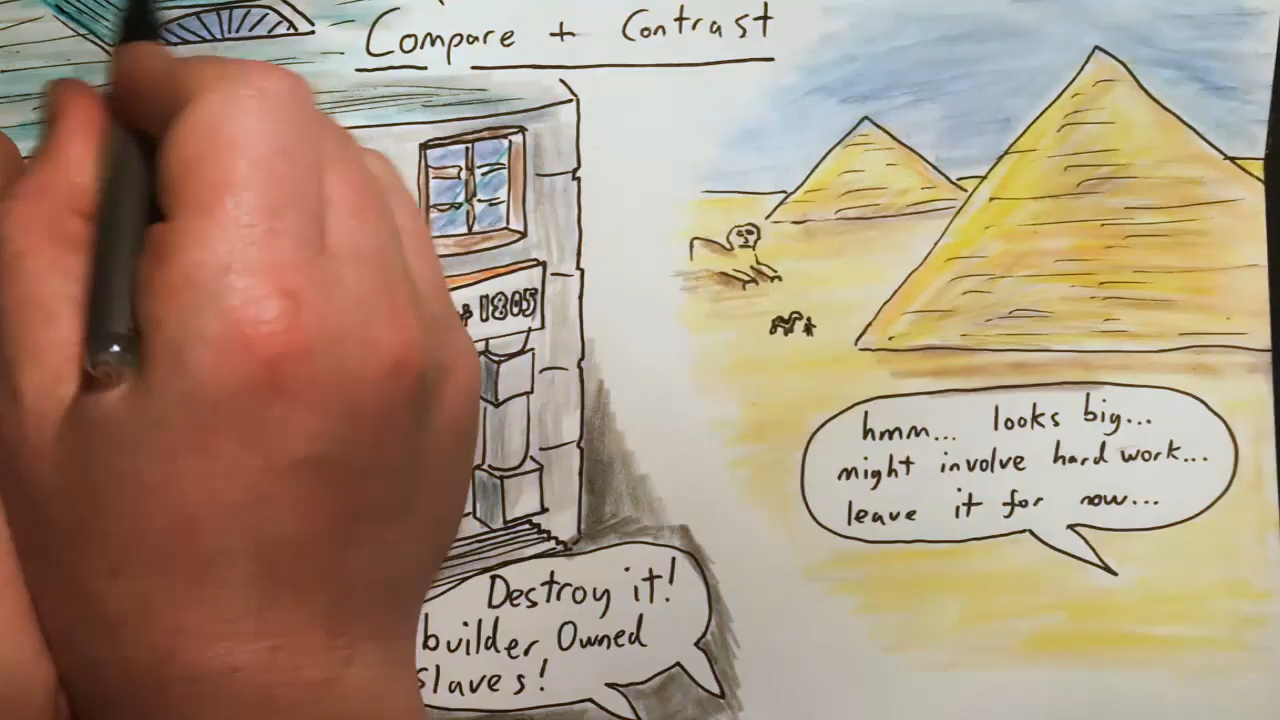 Compare + Contrast
1805
hmm... looks big...
might involve hard work...
leave it for now...
Destroy it!
builder Owned
slaves!